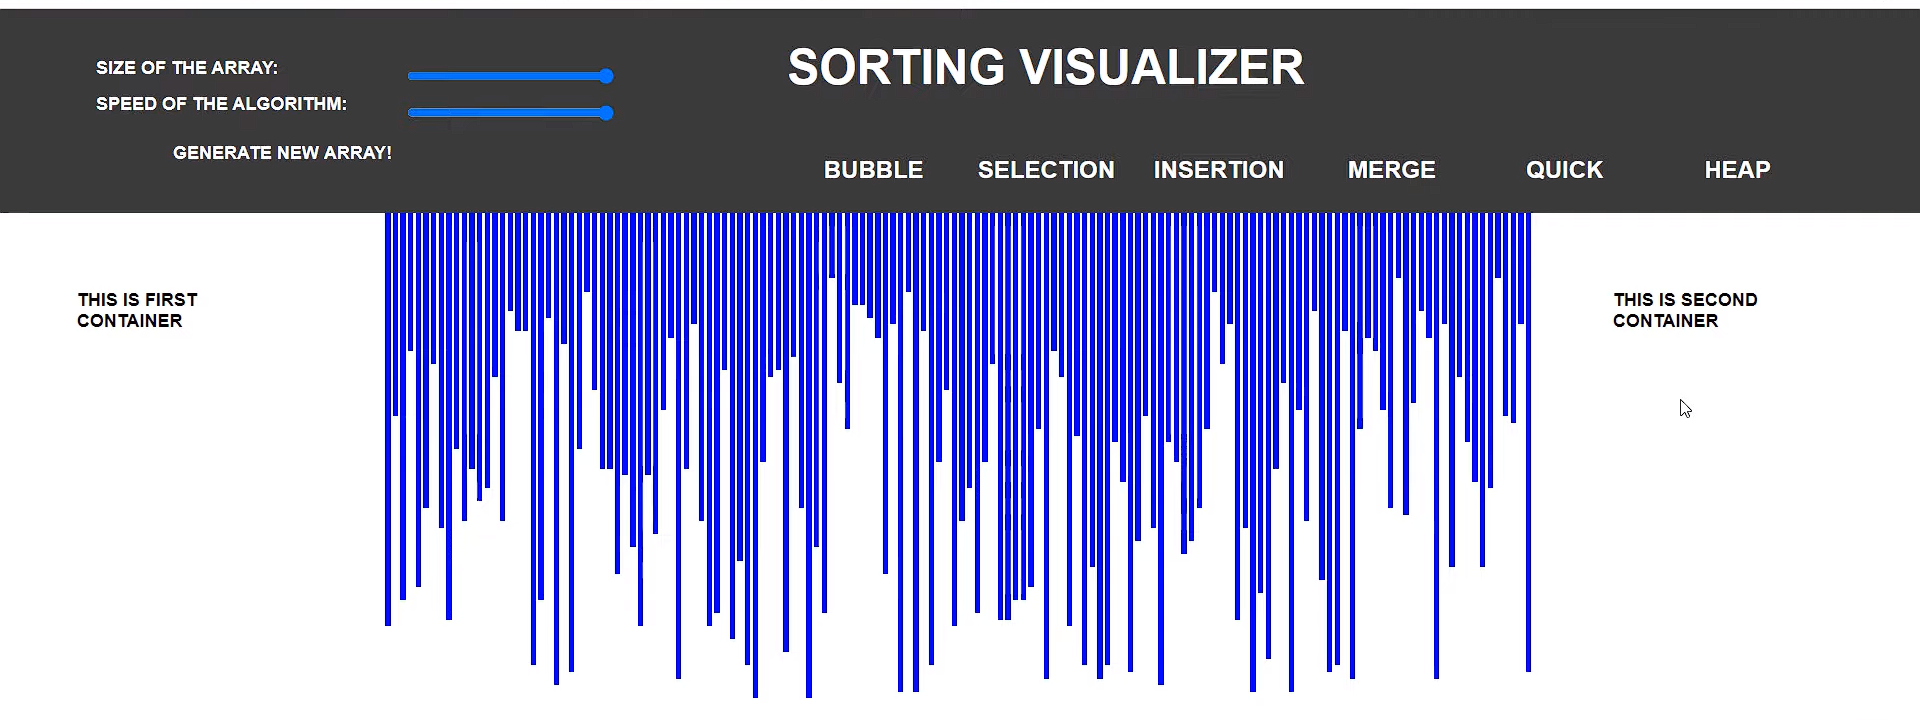 SORTING VISUALIZER
SIZE OF THE ARRAY:
SPEED OF THE ALGORITHM:
GENERATE NEW ARRAY!
BUBBLE SELECTION INSERTION MERGE QUICK HEAP
THIS IS FIRST
CONTAINER
THIS IS SECOND
CONTAINER